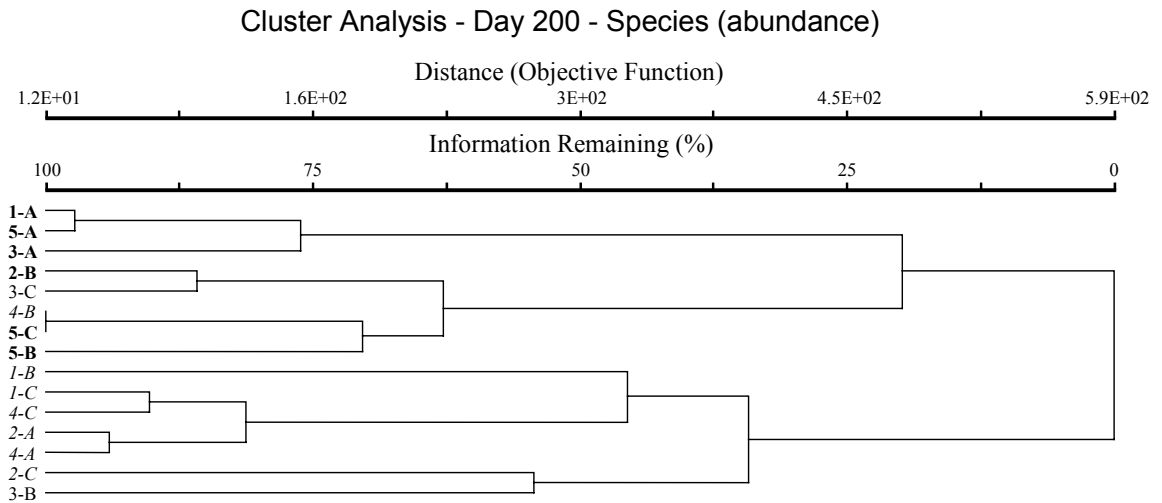 Cluster Analysis - Day 200 - Species (abundance)
Distance (Objective Function)
1.2E+01 1.6E+02 3E+02 4.5E+02 5.9E+02
Information Remaining (%)
100 75 50 25 0
1-A
5-A
3-A
2-B
3-C
4-B
5-C
5-B
1-B
1-C
4-C
2-A
4-A
2-C
3-B